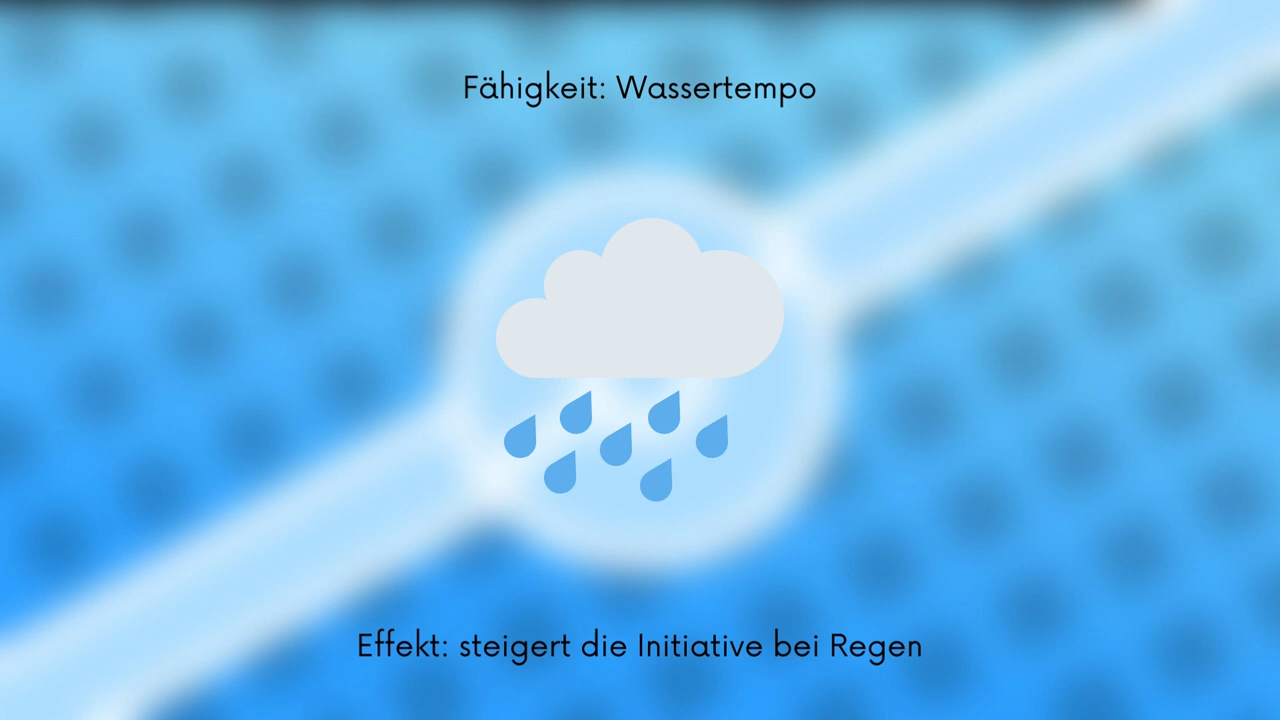 Fähigkeit: Wassertempo
Effekt: steigert die Initiative bei Regen